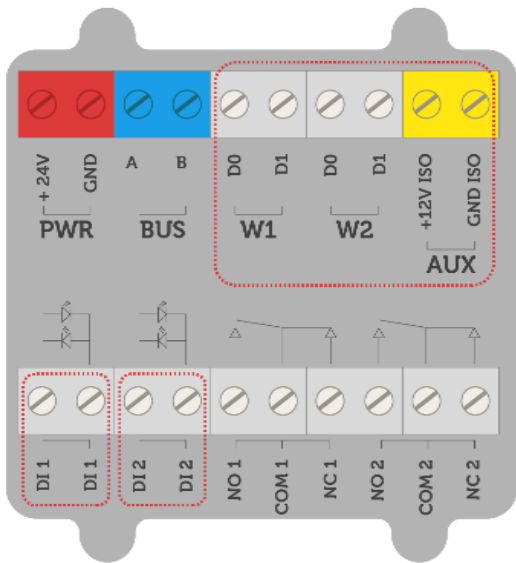 + 24V GND A B D0 D1 D0 D1 +12V ISO GND ISO
PWR BUS W1 W2 AUX
DI 1 DI 1 DI 2 DI 2 NO 1 COM 1 NC 1 NO 2 COM 2 NC 2